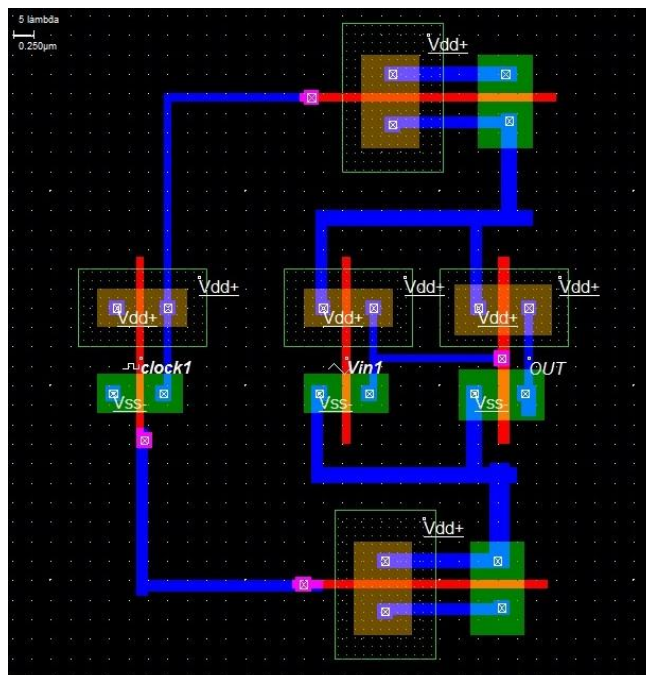 5 lambda
0.250µm
Vdd+
Vdd+
Vdd+
Vdd+
Vdd+
Vdd+
Vdd+
clock1
Vin1
OUT
Vss-
Vss-
Vss-
Vdd+